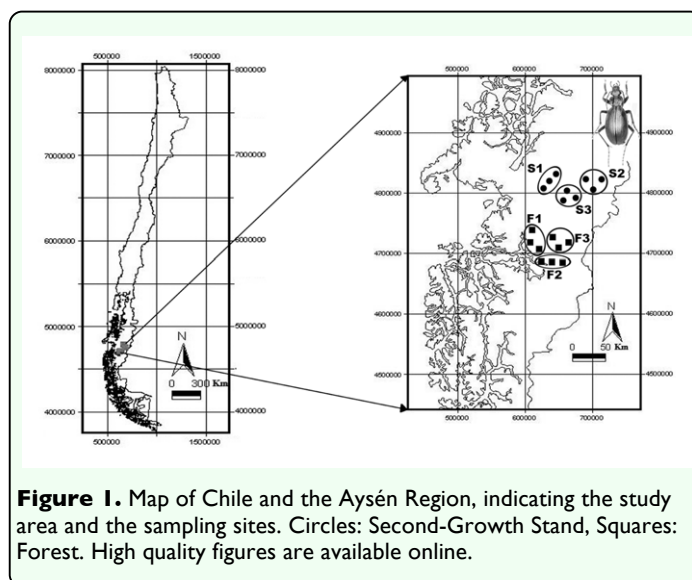 500000 1500000
8000000
7000000 7000000
6000000 6000000
5000000 5000000
4000000 4000000
N
0 300 Km
500000 1500000
500000 600000 700000
4900000 4900000
4800000 4800000
4700000 4700000
4600000 4600000
4500000 4500000
S1
S2
S3
F1
F3
F2
N
0 50 Km
500000 600000 700000
Figure 1. Map of Chile and the Aysén Region, indicating the study
area and the sampling sites. Circles: Second-Growth Stand, Squares:
Forest. High quality figures are available online.